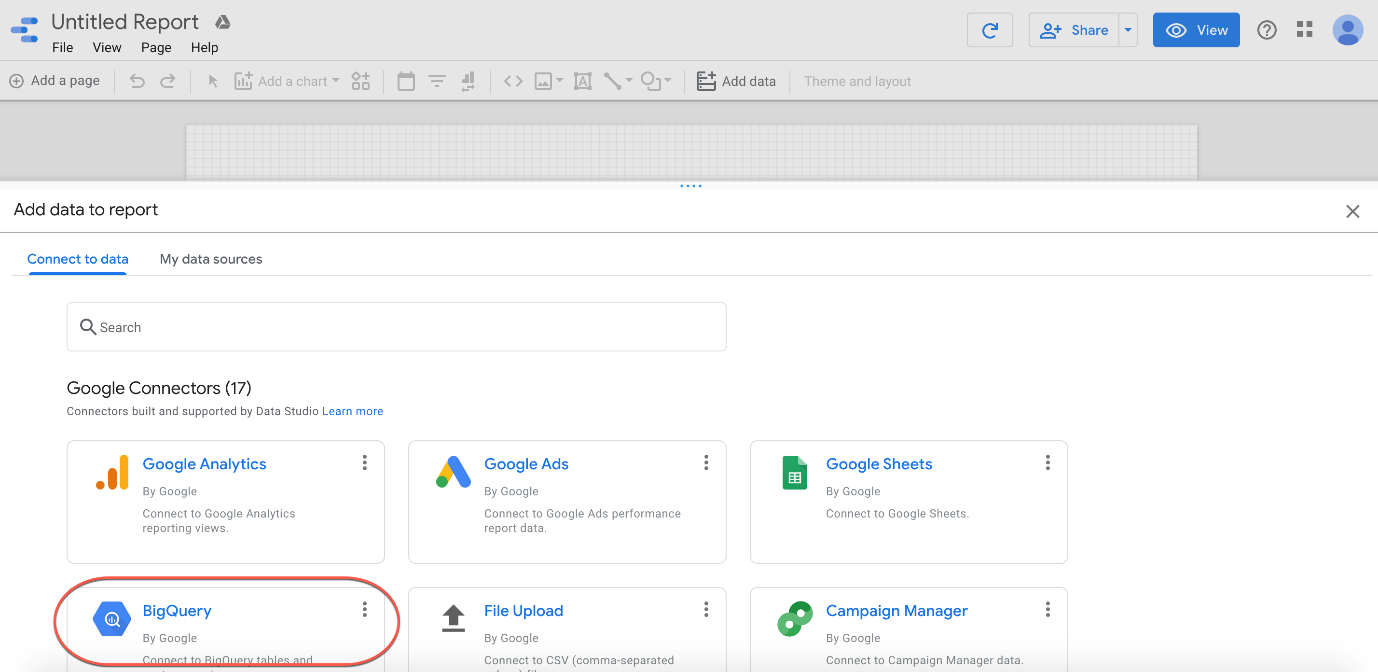 Untitled Report
File View Page Help
Share
View
Add a page
Add a chart
Add data
Theme and layout
Add data to report
Connect to data
My data sources
Search
Google Connectors (17)
Connectors built and supported by Data Studio Learn more
Google Analytics
By Google
Connect to Google Analytics
reporting views.
Google Ads
By Google
Connect to Google Ads performance
report data.
Google Sheets
By Google
Connect to Google Sheets.
BigQuery
By Google
Connect to BigQuery tables and
File Upload
By Google
Connect to CSV (comma-separated
Campaign Manager
By Google
Connect to Campaign Manager data.